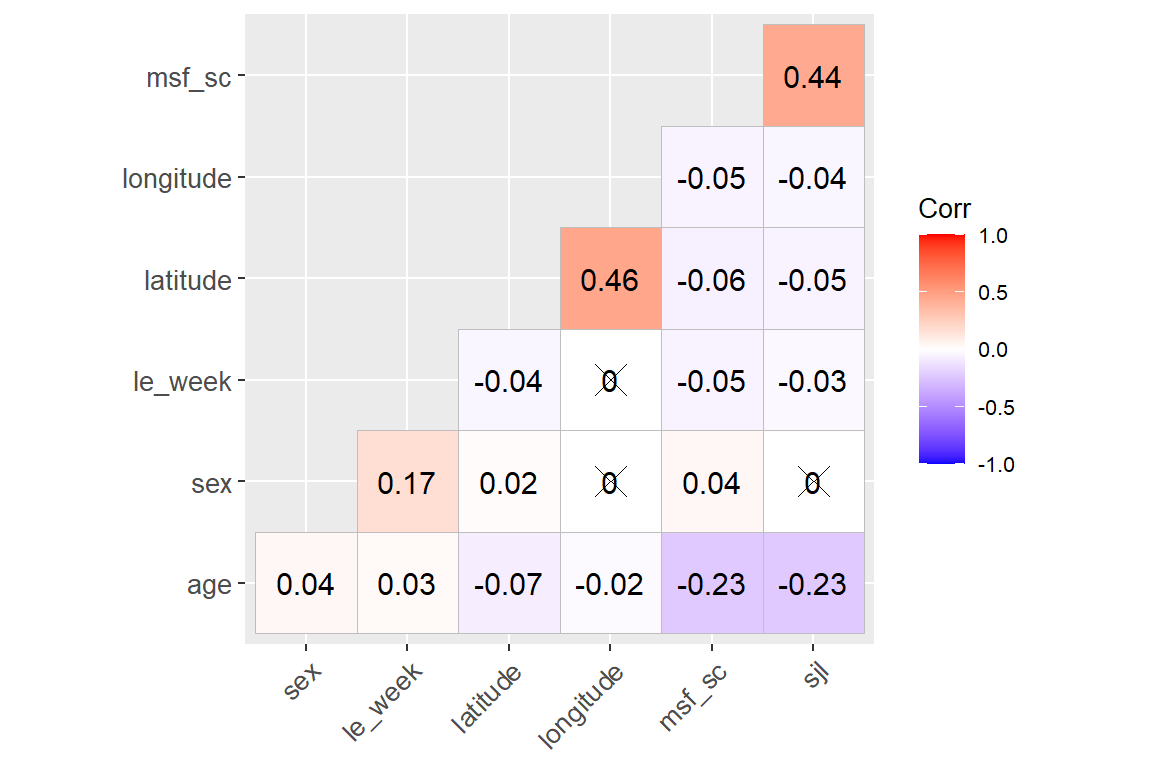 msf_sc 0.44
longitude -0.05 -0.04
latitude 0.46 -0.06 -0.05
le_week -0.04 0 -0.05 -0.03
sex 0.17 0.02 0 0.04 0
age 0.04 0.03 -0.07 -0.02 -0.23 -0.23
sex le_week latitude longitude msf_sc sjl
Corr
1.0
0.5
0.0
-0.5
-1.0